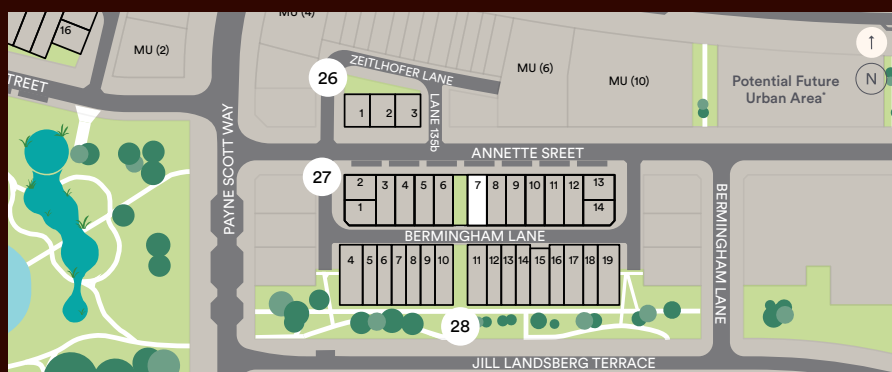 MU (4)
16
MU (2)
↑
N
ZEITLHOFER LANE
26
MU (6)
MU (10)
Potential Future
Urban Area*
TREET
PAYNE SCOTT WAY
1 2 3
LANE 135b
ANNETTE SREET
27
2 3 4 5 6 7 8 9 10 11 12 13
1 14
BERMINGHAM LANE
BERMINGHAM LANE
4 5 6 7 8 9 10 11 12 13 14 15 16 17 18 19
28
JILL LANDSBERG TERRACE